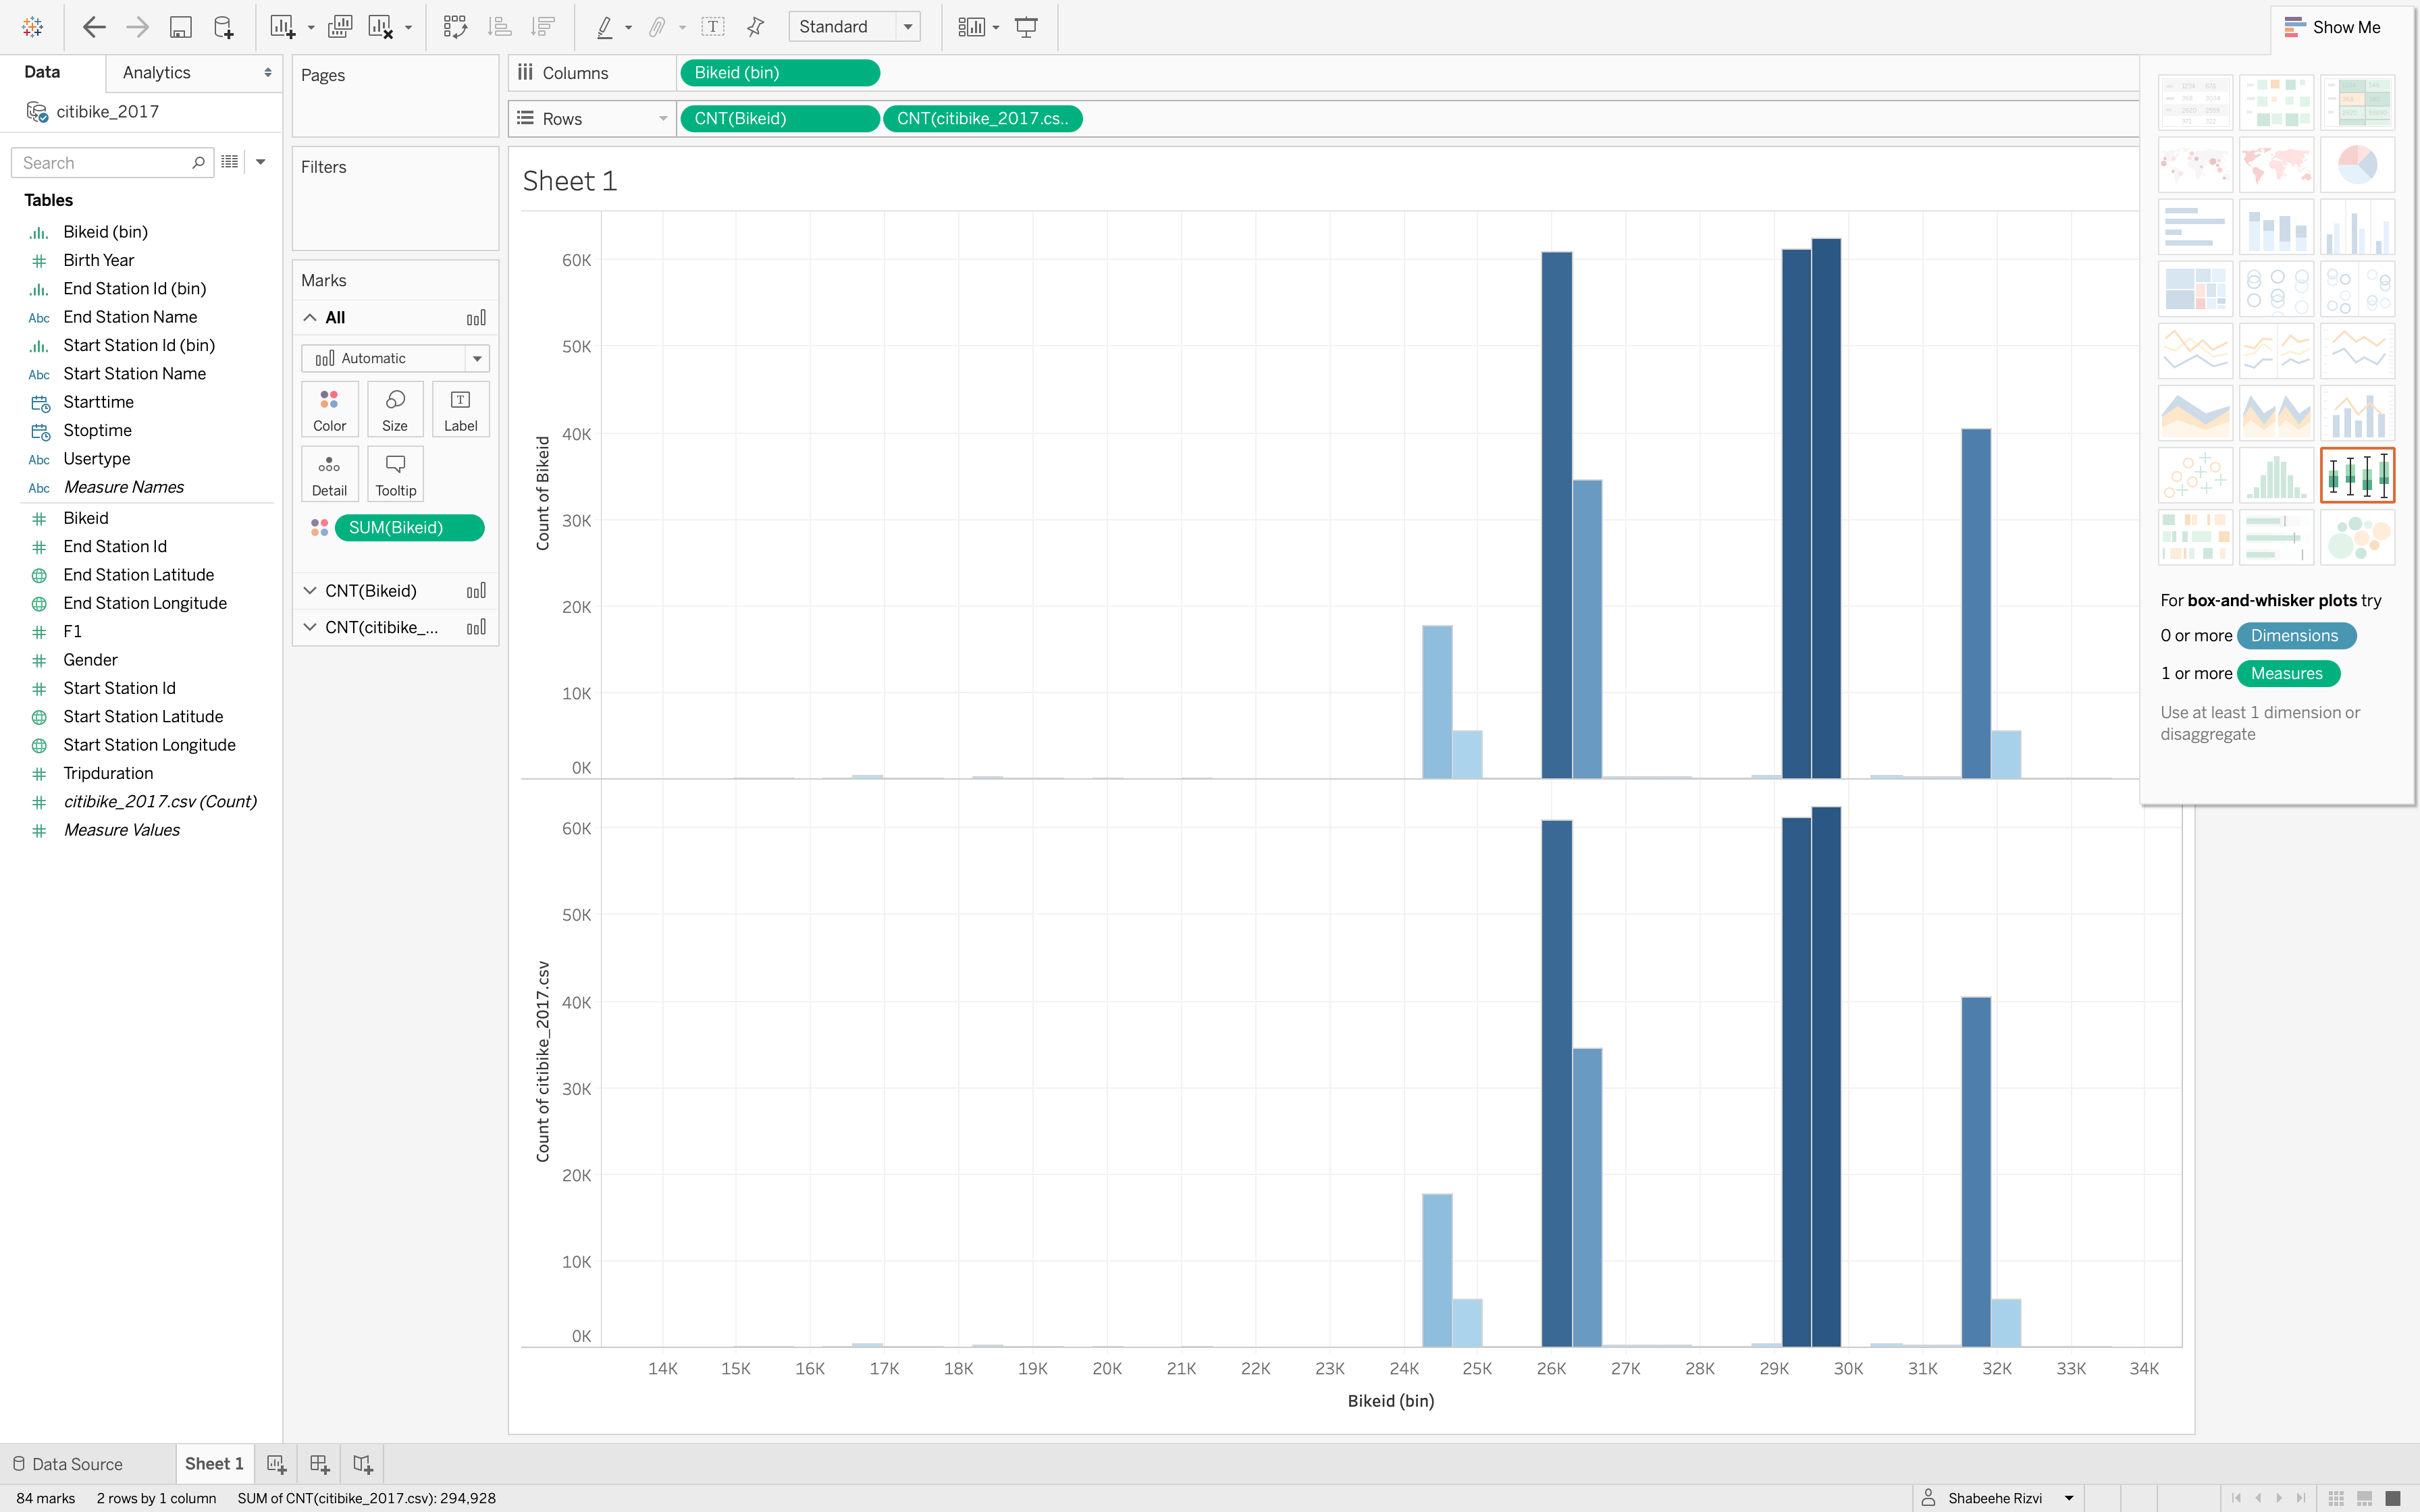 Standard
Show Me
Data
Analytics
citibike_2017
Search
Tables
Bikeid (bin)
Birth Year
End Station Id (bin)
Abc End Station Name
Start Station Id (bin)
Abc Start Station Name
Starttime
Stoptime
Abc Usertype
Abc Measure Names
Bikeid
End Station Id
End Station Latitude
End Station Longitude
F1
Gender
Start Station Id
Start Station Latitude
Start Station Longitude
Tripduration
citibike_2017.csv (Count)
Measure Values
Pages
Filters
Marks
All
Automatic
Color
Size
Label
Detail
Tooltip
SUM(Bikeid)
CNT(Bikeid)
CNT(citibike_...
Columns
Bikeid (bin)
Rows
CNT(Bikeid)
CNT(citibike_2017.cs..
Sheet 1
60K
50K
40K
30K
20K
10K
0K
Count of Bikeid
60K
50K
40K
30K
20K
10K
0K
Count of citibike_2017.csv
14K 15K 16K 17K 18K 19K 20K 21K 22K 23K 24K 25K 26K 27K 28K 29K 30K 31K 32K 33K 34K
Bikeid (bin)
For box-and-whisker plots try
0 or more Dimensions
1 or more Measures
Use at least 1 dimension or
disaggregate
Data Source
Sheet 1
84 marks
2 rows by 1 column
SUM of CNT(citibike_2017.csv): 294,928
Shabeehe Rizvi